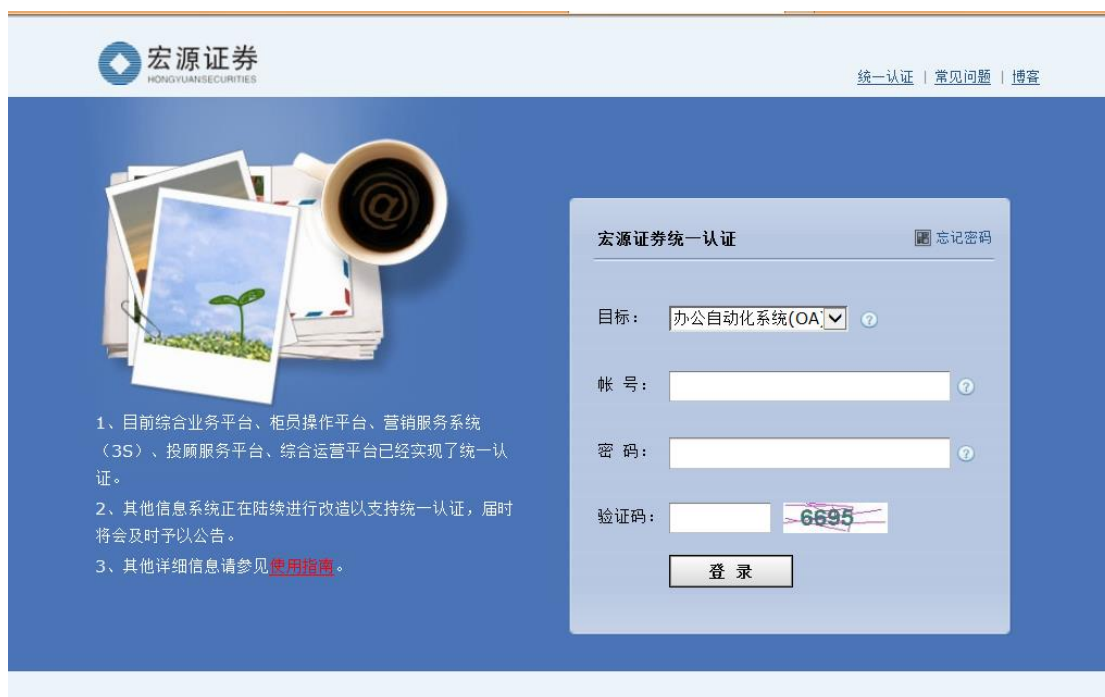 宏源证券
HONGYUANSECURITIES
统一认证 | 常见问题 | 博客
@
1、目前综合业务平台、柜员操作平台、营销服务系统
（3S）、投顾服务平台、综合运营平台已经实现了统一认
证。
2、其他信息系统正在陆续进行改造以支持统一认证，届时
将会及时予以公告。
3、其他详细信息请参见使用指南。
宏源证券统一认证 忘记密码
目标： 办公自动化系统(OA) ?
帐 号： ?
密 码： ?
验证码： 6695
登 录